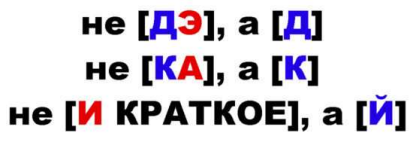 не [ДЭ], а [Д]
не [КА], а [К]
не [И КРАТКОЕ], а [Й]